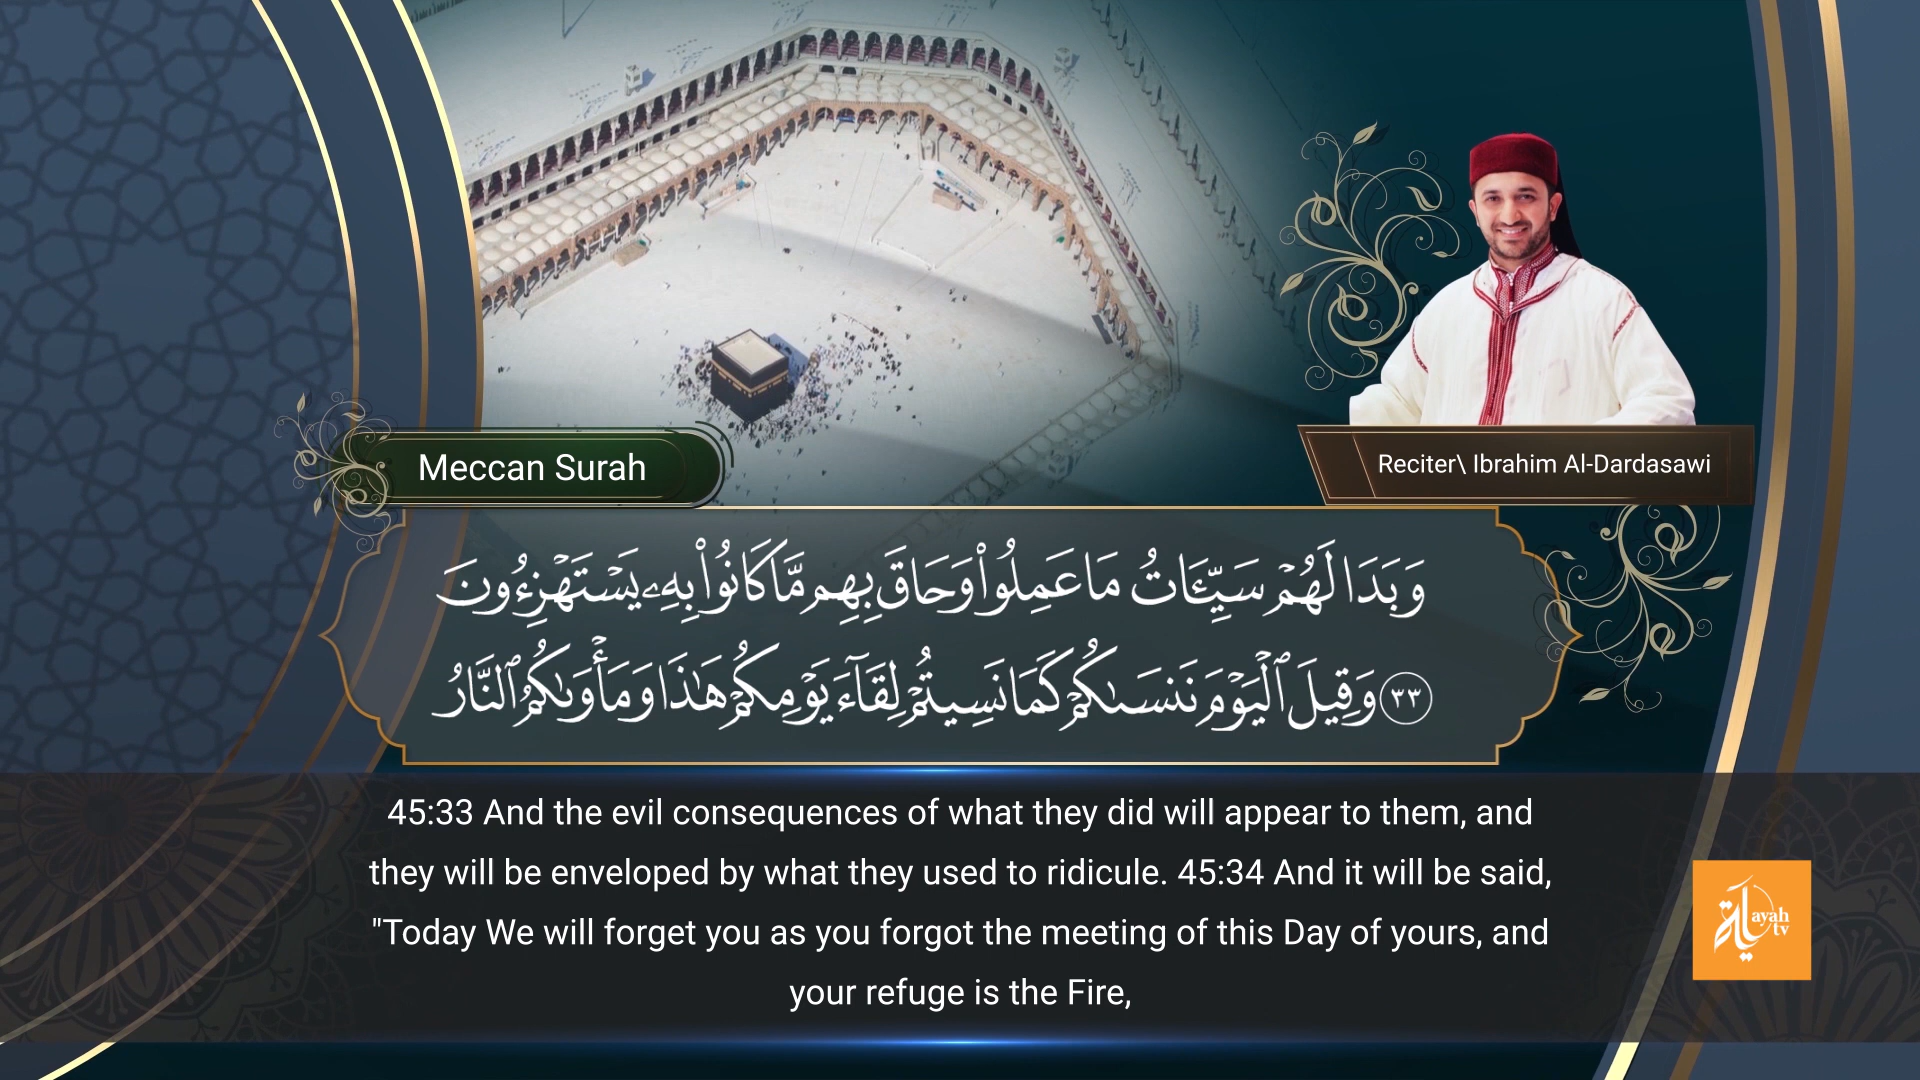 Meccan Surah
Reciter\ Ibrahim Al-Dardasawi
وَبَدَا لَهُمْ سَيِّـَٔاتُ مَا عَمِلُوا۟ وَحَاقَ بِهِم مَّا كَانُوا۟ بِهِۦ يَسْتَهْزِءُونَ
٣٣ وَقِيلَ ٱلْيَوْمَ نَنسَىٰكُمْ كَمَا نَسِيتُمْ لِقَآءَ يَوْمِكُمْ هَـٰذَا وَمَأْوَىٰكُمُ ٱلنَّارُ
45:33 And the evil consequences of what they did will appear to them, and
they will be enveloped by what they used to ridicule. 45:34 And it will be said,
"Today We will forget you as you forgot the meeting of this Day of yours, and
your refuge is the Fire,
آية
ayah
tv